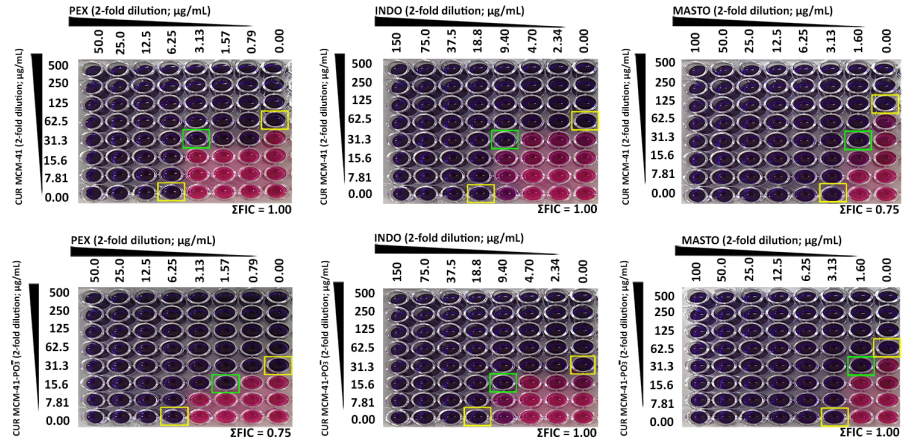 PEX (2-fold dilution; µg/mL)
50.0 25.0 12.5 6.25 3.13 1.57 0.79 0.00
CUR MCM-41 (2-fold dilution; µg/mL)
500
250
125
62.5
31.3
15.6
7.81
0.00
ΣFIC = 1.00
INDO (2-fold dilution; µg/mL)
150 75.0 37.5 18.8 9.40 4.70 2.34 0.00
CUR MCM-41 (2-fold dilution; µg/mL)
500
250
125
62.5
31.3
15.6
7.81
0.00
ΣFIC = 1.00
MASTO (2-fold dilution; µg/mL)
100 50.0 25.0 12.5 6.25 3.13 1.60 0.00
CUR MCM-41 (2-fold dilution; µg/mL)
500
250
125
62.5
31.3
15.6
7.81
0.00
ΣFIC = 0.75
PEX (2-fold dilution; µg/mL)
50.0 25.0 12.5 6.25 3.13 1.57 0.79 0.00
CUR MCM-41-PO3̄ (2-fold dilution; µg/mL)
500
250
125
62.5
31.3
15.6
7.81
0.00
ΣFIC = 0.75
INDO (2-fold dilution; µg/mL)
150 75.0 37.5 18.8 9.40 4.70 2.34 0.00
CUR MCM-41-PO3̄ (2-fold dilution; µg/mL)
500
250
125
62.5
31.3
15.6
7.81
0.00
ΣFIC = 1.00
MASTO (2-fold dilution; µg/mL)
100 50.0 25.0 12.5 6.25 3.13 1.60 0.00
CUR MCM-41-PO3̄ (2-fold dilution; µg/mL)
500
250
125
62.5
31.3
15.6
7.81
0.00
ΣFIC = 1.00